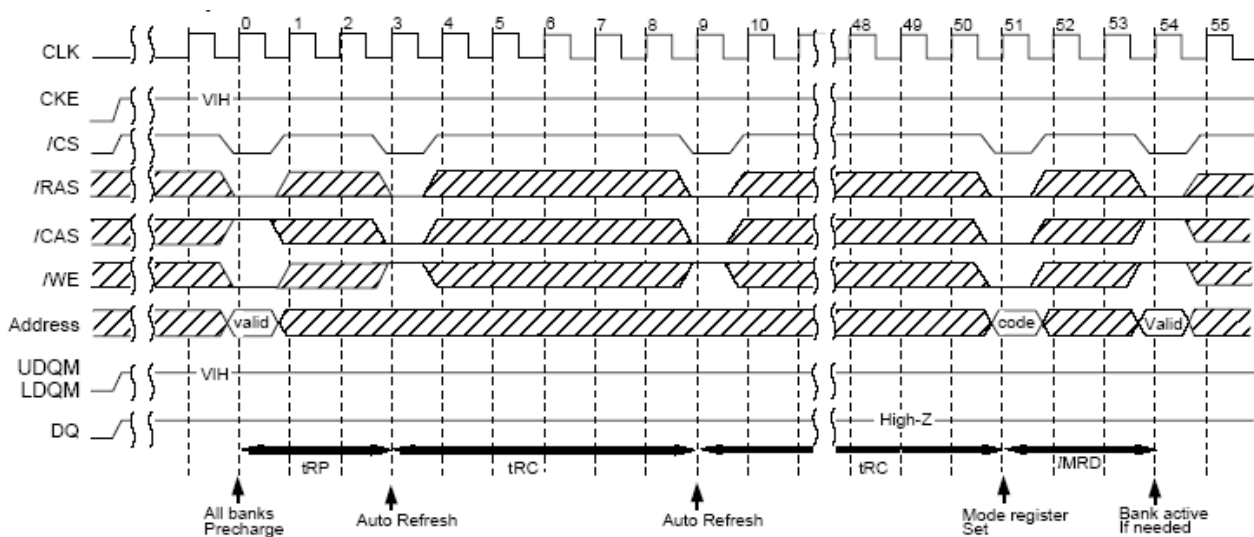 0 1 2 3 4 5 6 7 8 9 10 48 49 50 51 52 53 54 55
CLK
CKE VIH
/CS
/RAS
/CAS
/WE
Address valid code Valid
UDQM VIH
LDQM
High-Z
DQ
tRP tRC tRC /MRD
All banks
Precharge
Auto Refresh
Auto Refresh
Mode register
Set
Bank active
If needed